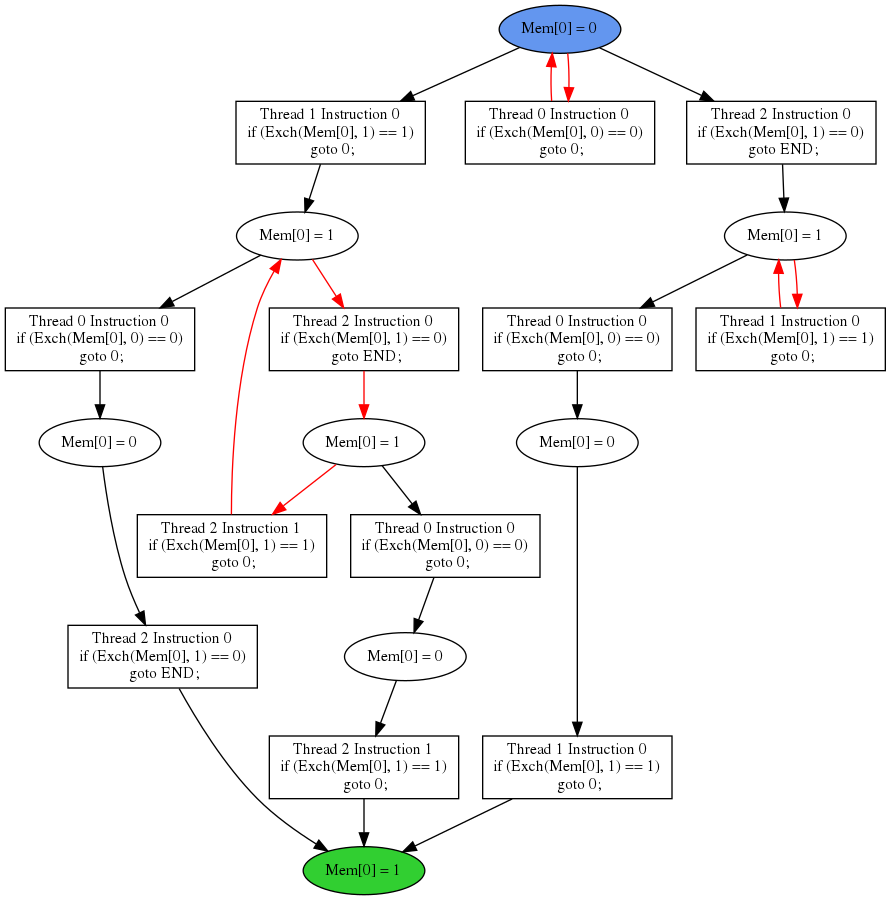 Mem[0] = 0
Thread 1 Instruction 0
if (Exch(Mem[0], 1) == 1)
goto 0;
Thread 0 Instruction 0
if (Exch(Mem[0], 0) == 0)
goto 0;
Thread 2 Instruction 0
if (Exch(Mem[0], 1) == 0)
goto END;
Mem[0] = 1
Mem[0] = 1
Thread 0 Instruction 0
if (Exch(Mem[0], 0) == 0)
goto 0;
Thread 2 Instruction 0
if (Exch(Mem[0], 1) == 0)
goto END;
Thread 0 Instruction 0
if (Exch(Mem[0], 0) == 0)
goto 0;
Thread 1 Instruction 0
if (Exch(Mem[0], 1) == 1)
goto 0;
Mem[0] = 0
Mem[0] = 1
Mem[0] = 0
Thread 2 Instruction 1
if (Exch(Mem[0], 1) == 1)
goto 0;
Thread 0 Instruction 0
if (Exch(Mem[0], 0) == 0)
goto 0;
Thread 2 Instruction 0
if (Exch(Mem[0], 1) == 0)
goto END;
Mem[0] = 0
Thread 2 Instruction 1
if (Exch(Mem[0], 1) == 1)
goto 0;
Thread 1 Instruction 0
if (Exch(Mem[0], 1) == 1)
goto 0;
Mem[0] = 1